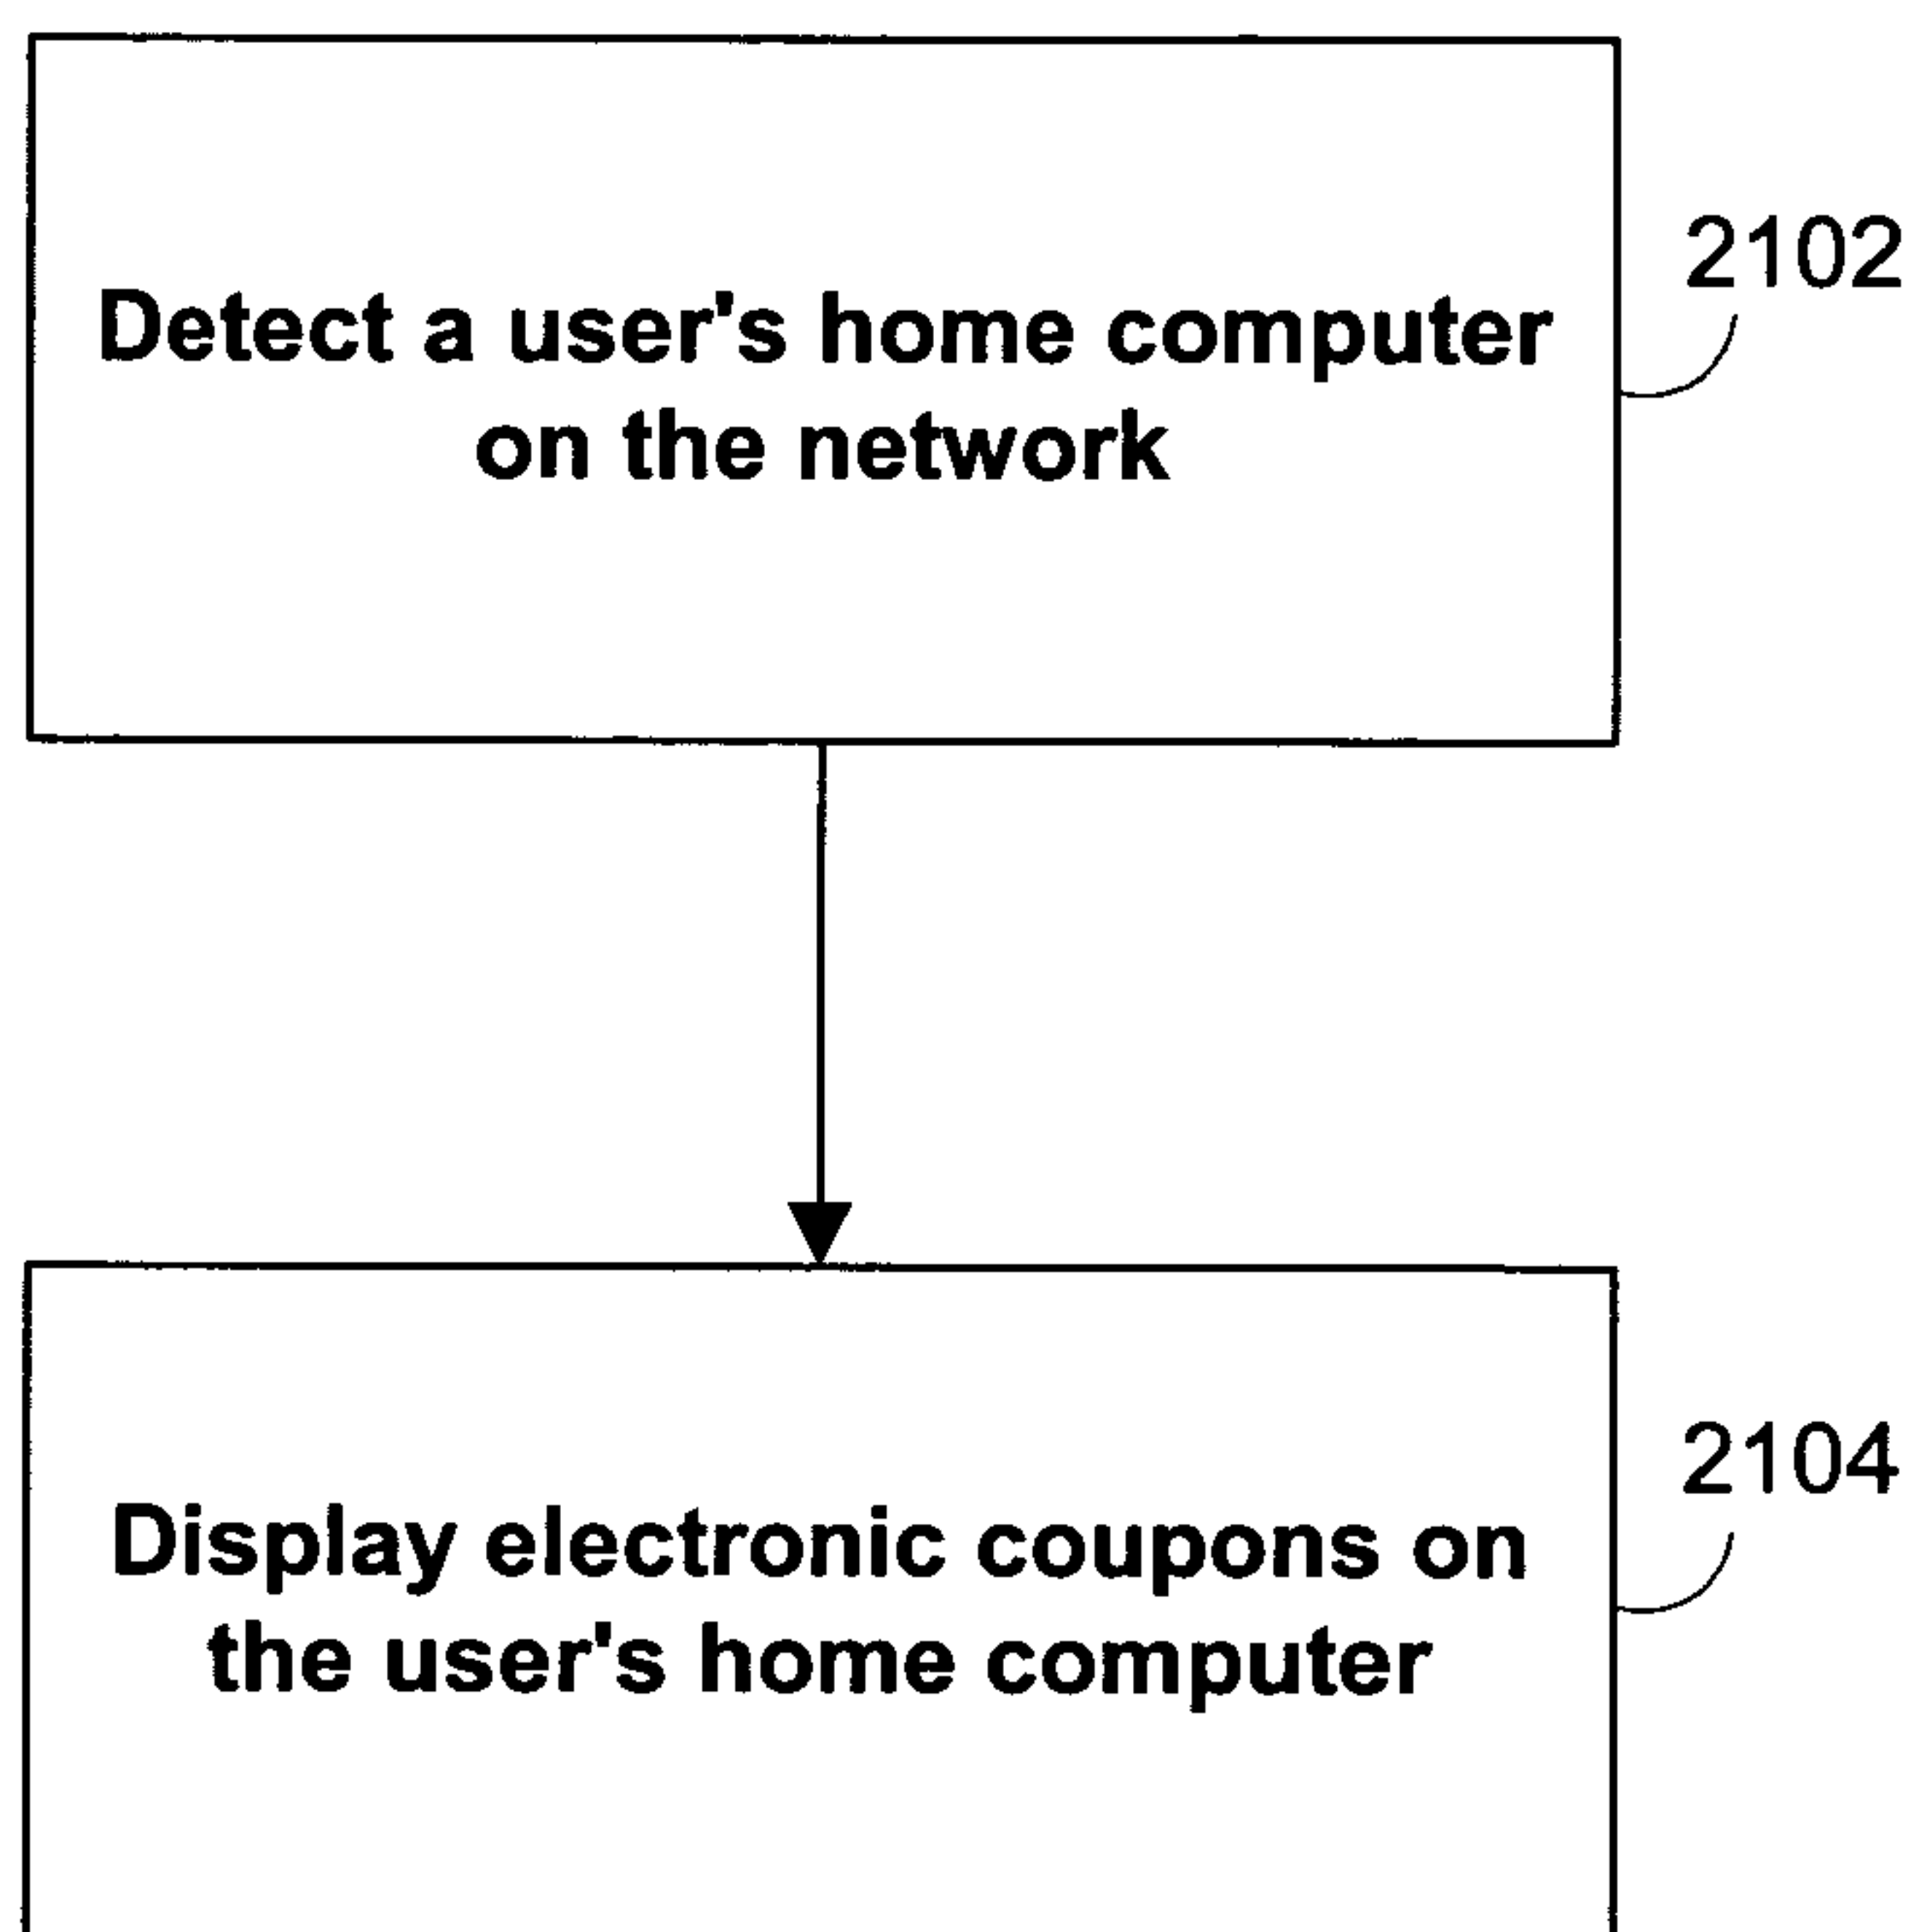 Detect a user's home computer
on the network
2102
Display electronic coupons on
the user's home computer
2104